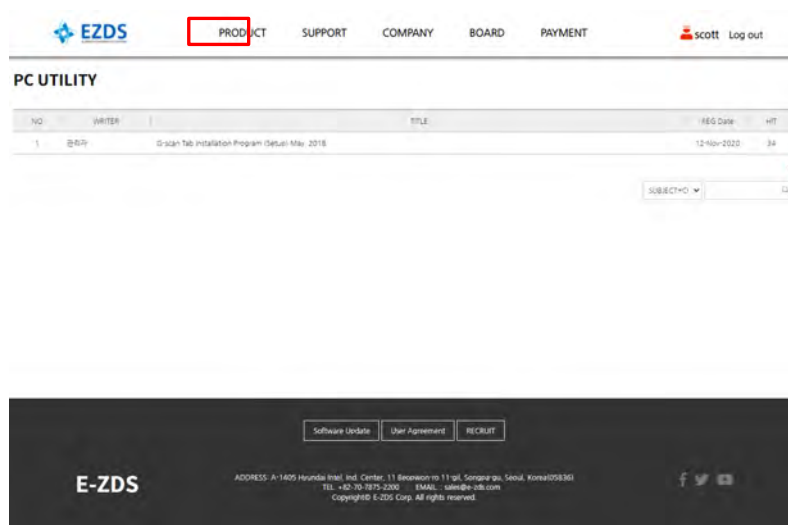 EZDS
PRODUCT SUPPORT COMPANY BOARD PAYMENT scott Log out
PC UTILITY
NO WRITER TITLE REG Date HIT
1 관리자 G-scan Tab Installation Program (Setup)-May. 2018 12-Nov-2020 34
Software Update User Agreement RECRUIT
E-ZDS
ADDRESS: A-1405 Hyundai Intel, Ind. Center, 11 Beopwon-ro 11-gil, Songpa-gu, Seoul, Korea(05836)
TEL. +82-70-7875-2200 EMAIL. : sales@e-zds.com
Copyright© E-ZDS Corp. All rights reserved.